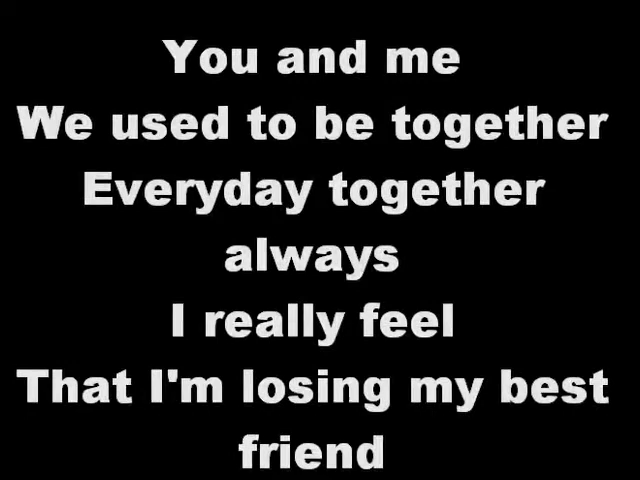 You and me
We used to be together
Everyday together
always
I really feel
That I'm losing my best
friend